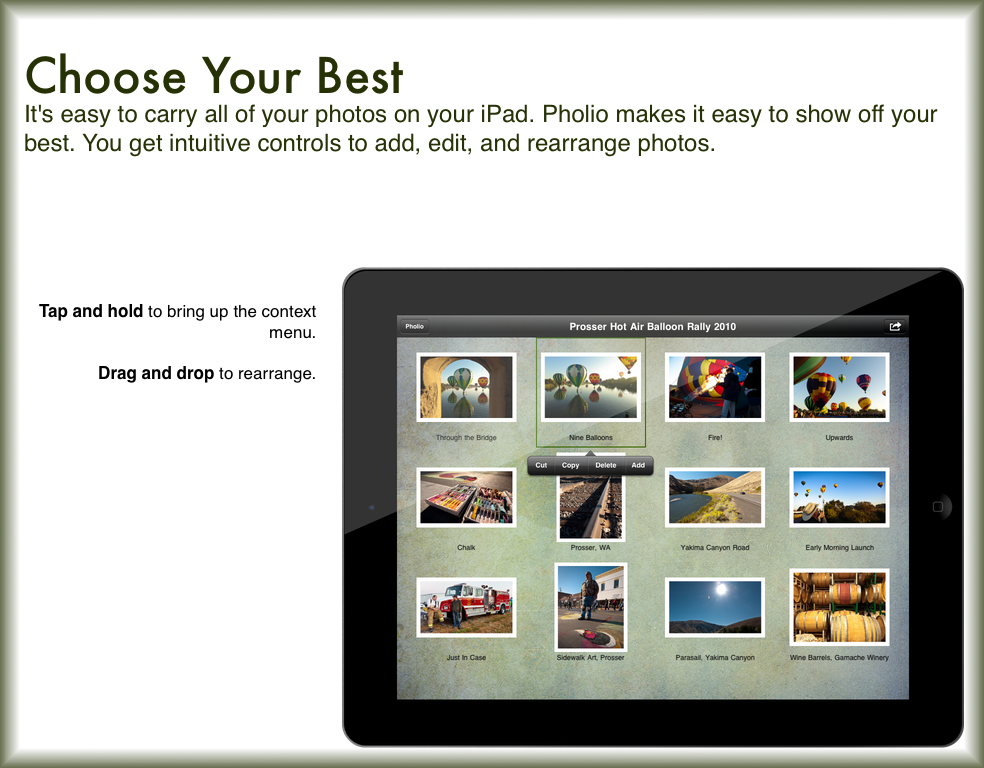 Choose Your Best
It's easy to carry all of your photos on your iPad. Pholio makes it easy to show off your
best. You get intuitive controls to add, edit, and rearrange photos.
Tap and hold to bring up the context
menu.
Drag and drop to rearrange.
Pholio
Prosser Hot Air Balloon Rally 2010
Through the Bridge
Nine Balloons
Fire!
Upwards
Cut Copy Delete Add
Chalk
Prosser, WA
Yakima Canyon Road
Early Morning Launch
Just In Case
Sidewalk Art, Prosser
Parasail, Yakima Canyon
Wine Barrels, Gamache Winery